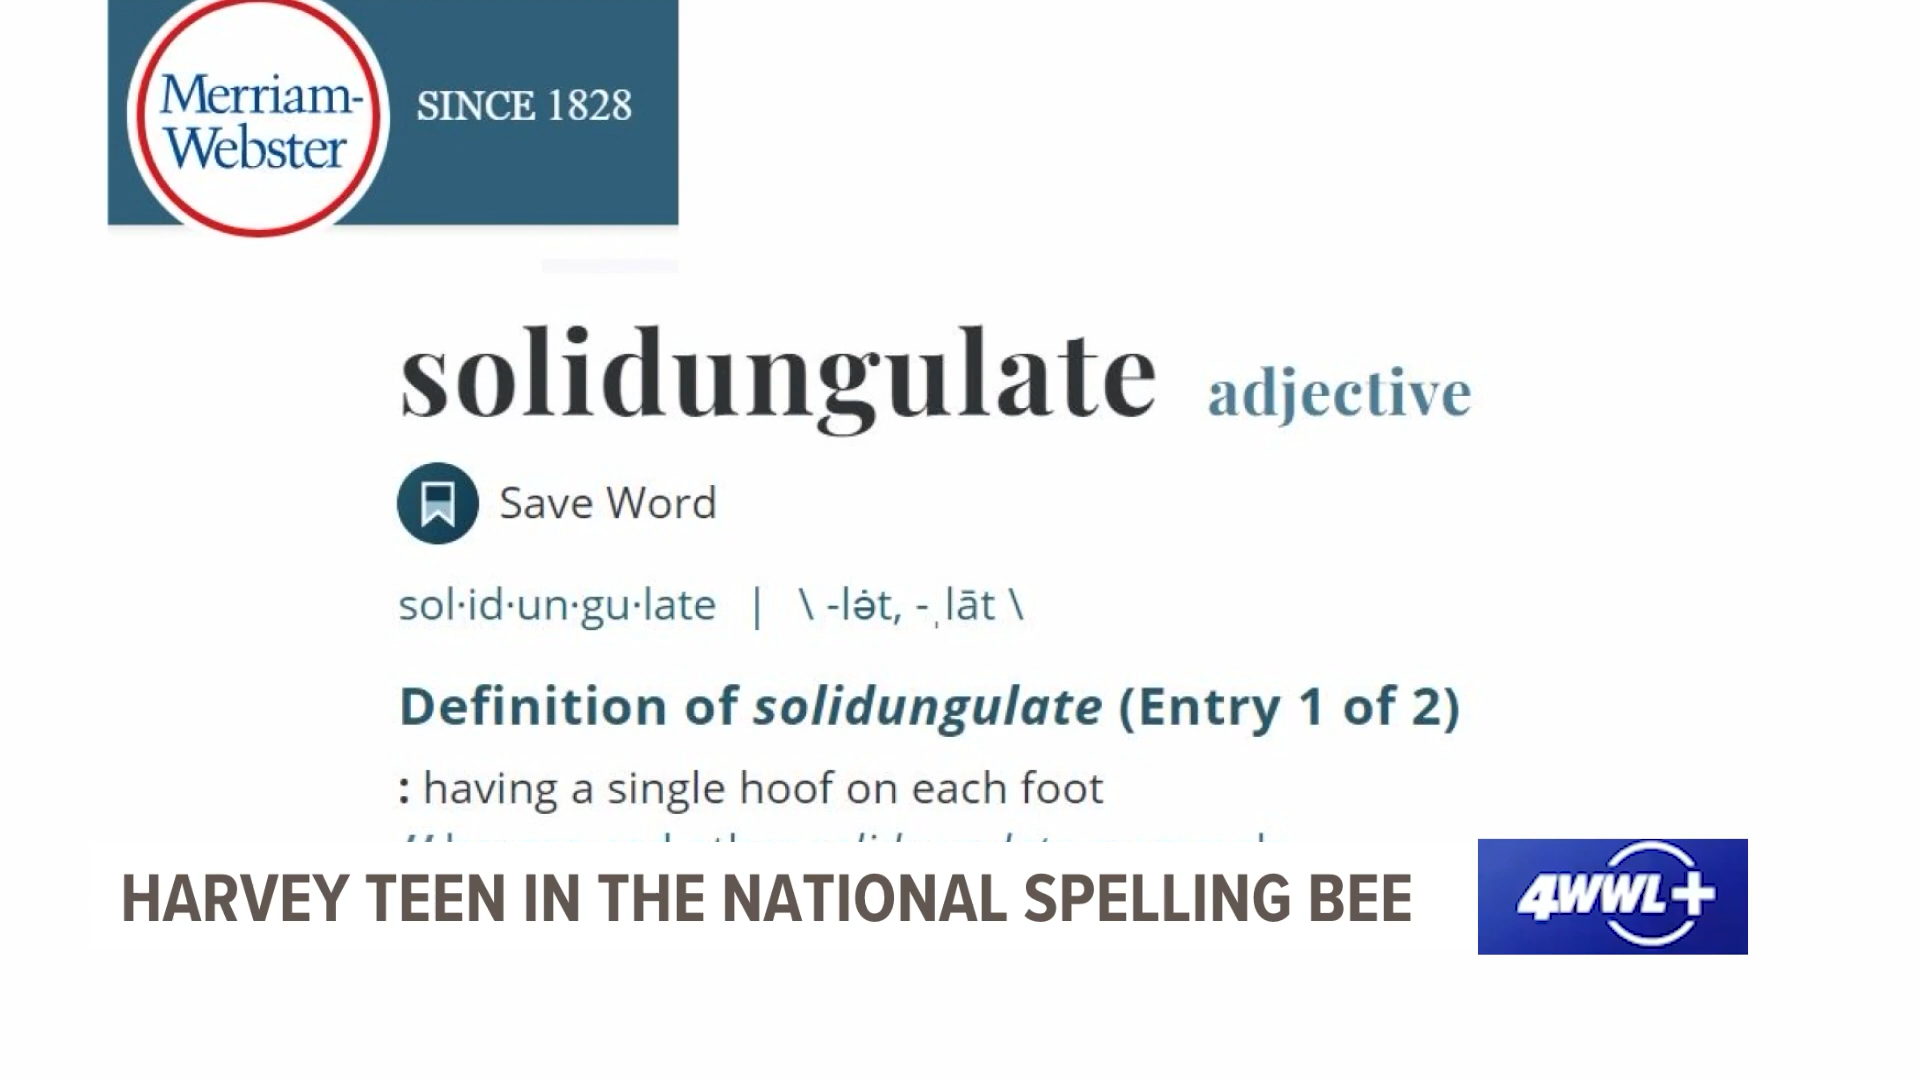 Merriam-
Webster
SINCE 1828
solidungulate adjective
Save Word
sol·id·un·gu·late | \ -lə̇t, -ˌlāt \
Definition of solidungulate (Entry 1 of 2)
: having a single hoof on each foot
HARVEY TEEN IN THE NATIONAL SPELLING BEE
4WWL+